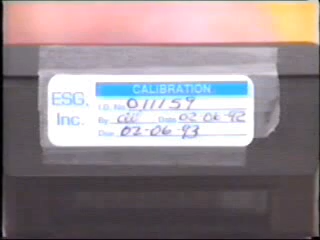 CALIBRATION
ESG, Inc.
I.D. No. 011159
By Date 02 06 92
Due 02-06-93